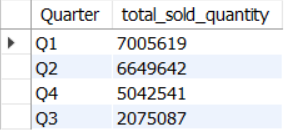 Quarter total_sold_quantity
Q1 7005619
Q2 6649642
Q4 5042541
Q3 2075087